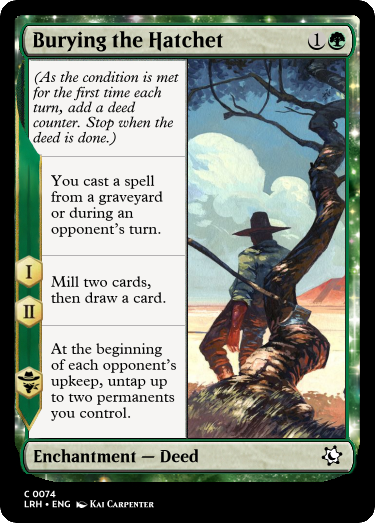 Burying the Hatchet 1
(As the condition is met
for the first time each
turn, add a deed
counter. Stop when the
deed is done.)
You cast a spell
from a graveyard
or during an
opponent's turn.
I
II
Mill two cards,
then draw a card.
At the beginning
of each opponent's
upkeep, untap up
to two permanents
you control.
Enchantment — Deed
C 0074
LRH • ENG Kai Carpenter